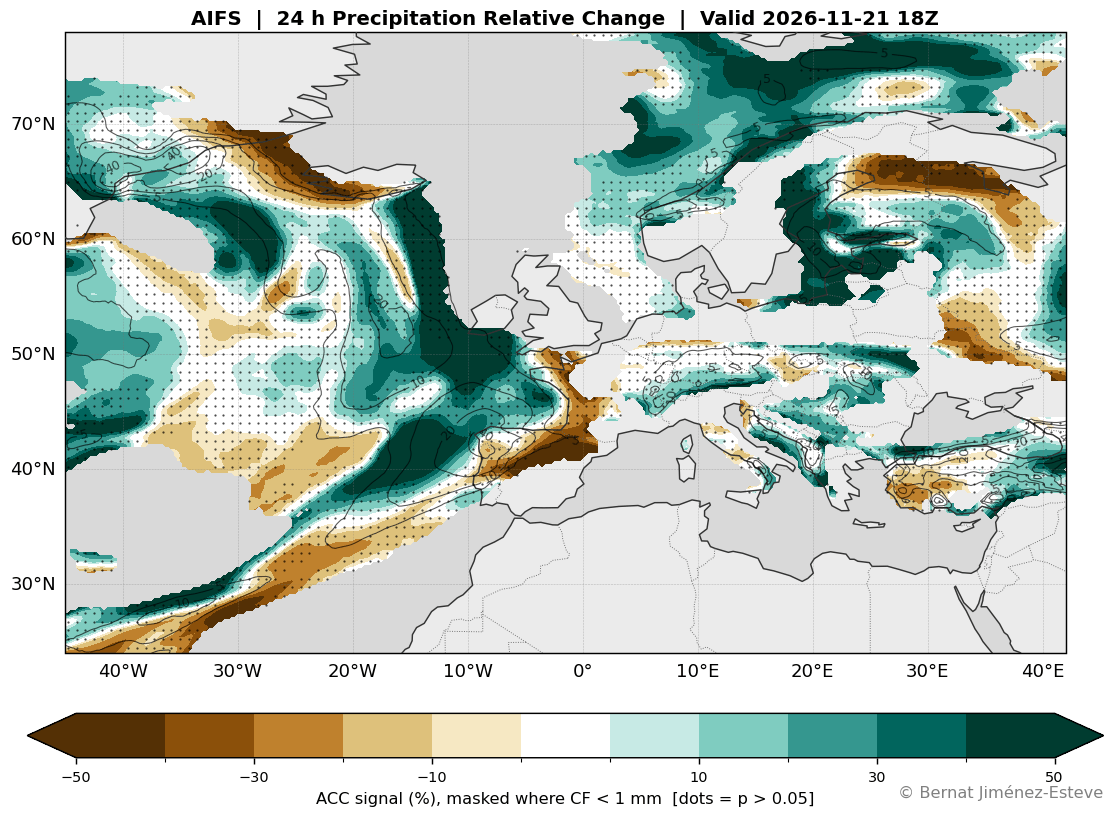 AIFS | 24 h Precipitation Relative Change | Valid 2026-11-21 18Z
70°N
60°N
50°N
40°N
30°N
40°W 30°W 20°W 10°W 0° 10°E 20°E 30°E 40°E
−50 −30 −10 10 30 50
ACC signal (%), masked where CF < 1 mm [dots = p > 0.05]
© Bernat Jiménez-Esteve